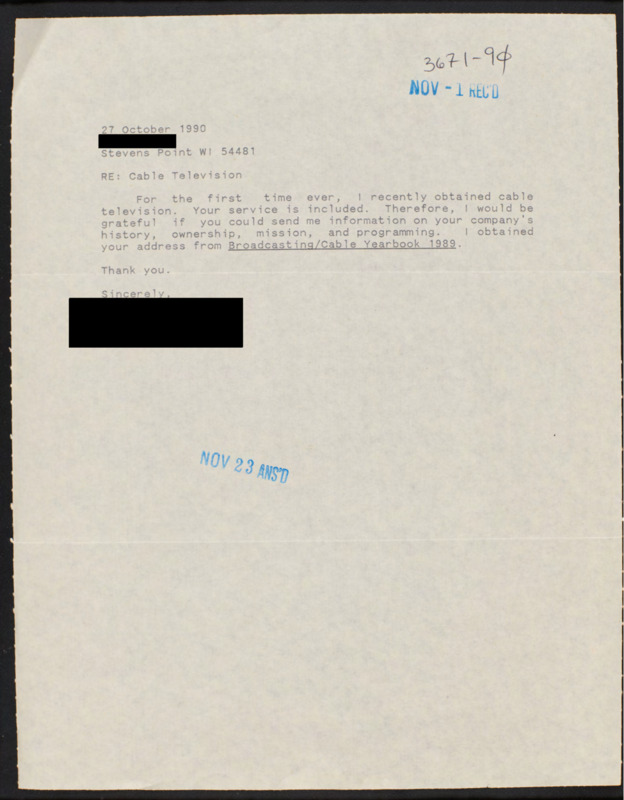 3671-90
NOV - 1 REC'D
27 October 1990
Stevens Point WI 54481
RE: Cable Television
For the first time ever, I recently obtained cable
television. Your service is included. Therefore, I would be
grateful if you could send me information on your company's
history, ownership, mission, and programming. I obtained
your address from Broadcasting/Cable Yearbook 1989.
Thank you.
Sincerely,
NOV 23 ANS'D